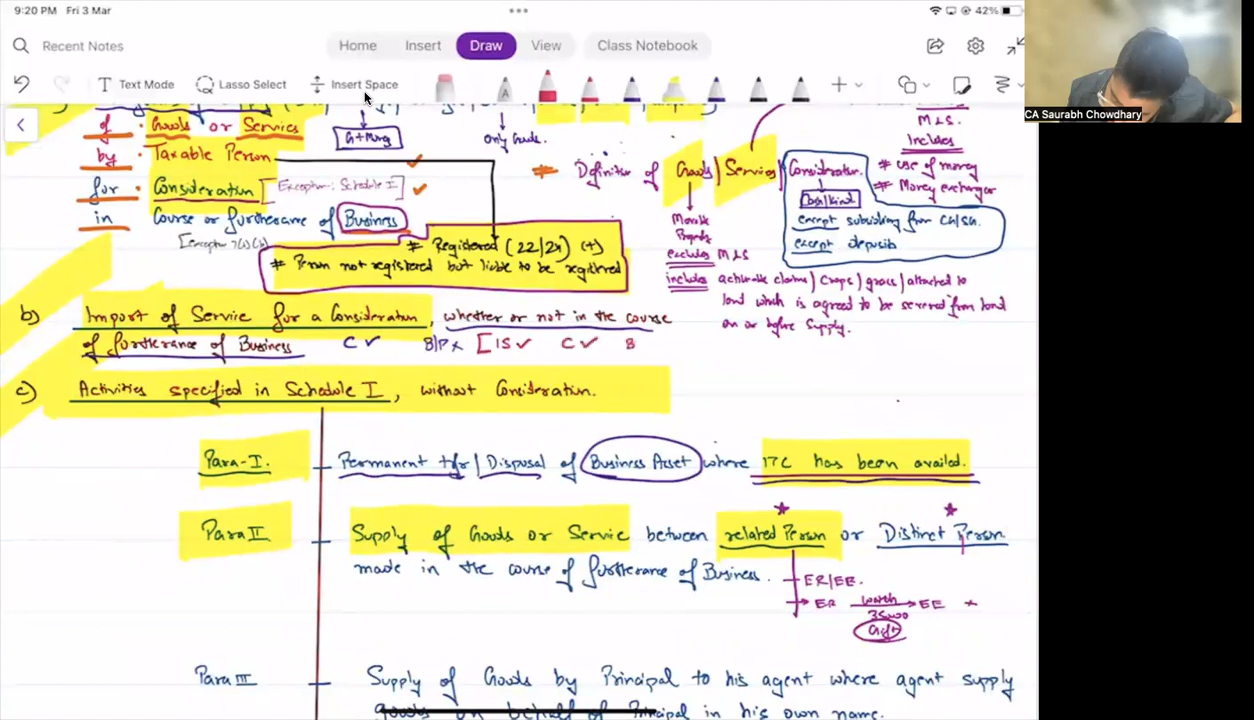 9:20 PM Fri 3 Mar
42%
Recent Notes
Home Insert Draw View Class Notebook
Text Mode Lasso Select Insert Space
CA Saurabh Chowdhary
of Goods or Services
only Goods.
M&S.
Includes
# use of money
# Money exchange
by Taxable Person
for Consideration [Exception: Schedule I]
in Course or furtherance of Business
# Registered (22/24) (+)
# Person not registered but liable to be registered
Definition of Goods | Services | Consideration
Cash/kind
except subsidies from CG/SG.
except deposits
Movable
Property
excludes M&S
includes actionable claims / Crops / grass / attached to
land which is agreed to be severed from land
on or before Supply.
b) Import of Service for a Consideration, whether or not in the course
of furtherance of Business C ✓ B/P x [IS ✓ C ✓ B
c) Activities specified in Schedule I, without Consideration.
Para-I. Permanent tfr / Disposal of Business Asset where ITC has been availed.
Para II Supply of Goods or Service between related Person or Distinct Person
made in the course of furtherance of Business.
ER/EE.
ER worth EE x
Gift
Para III Supply of Goods by Principal to his agent where agent supply
goods on behalf of Principal in his own name.